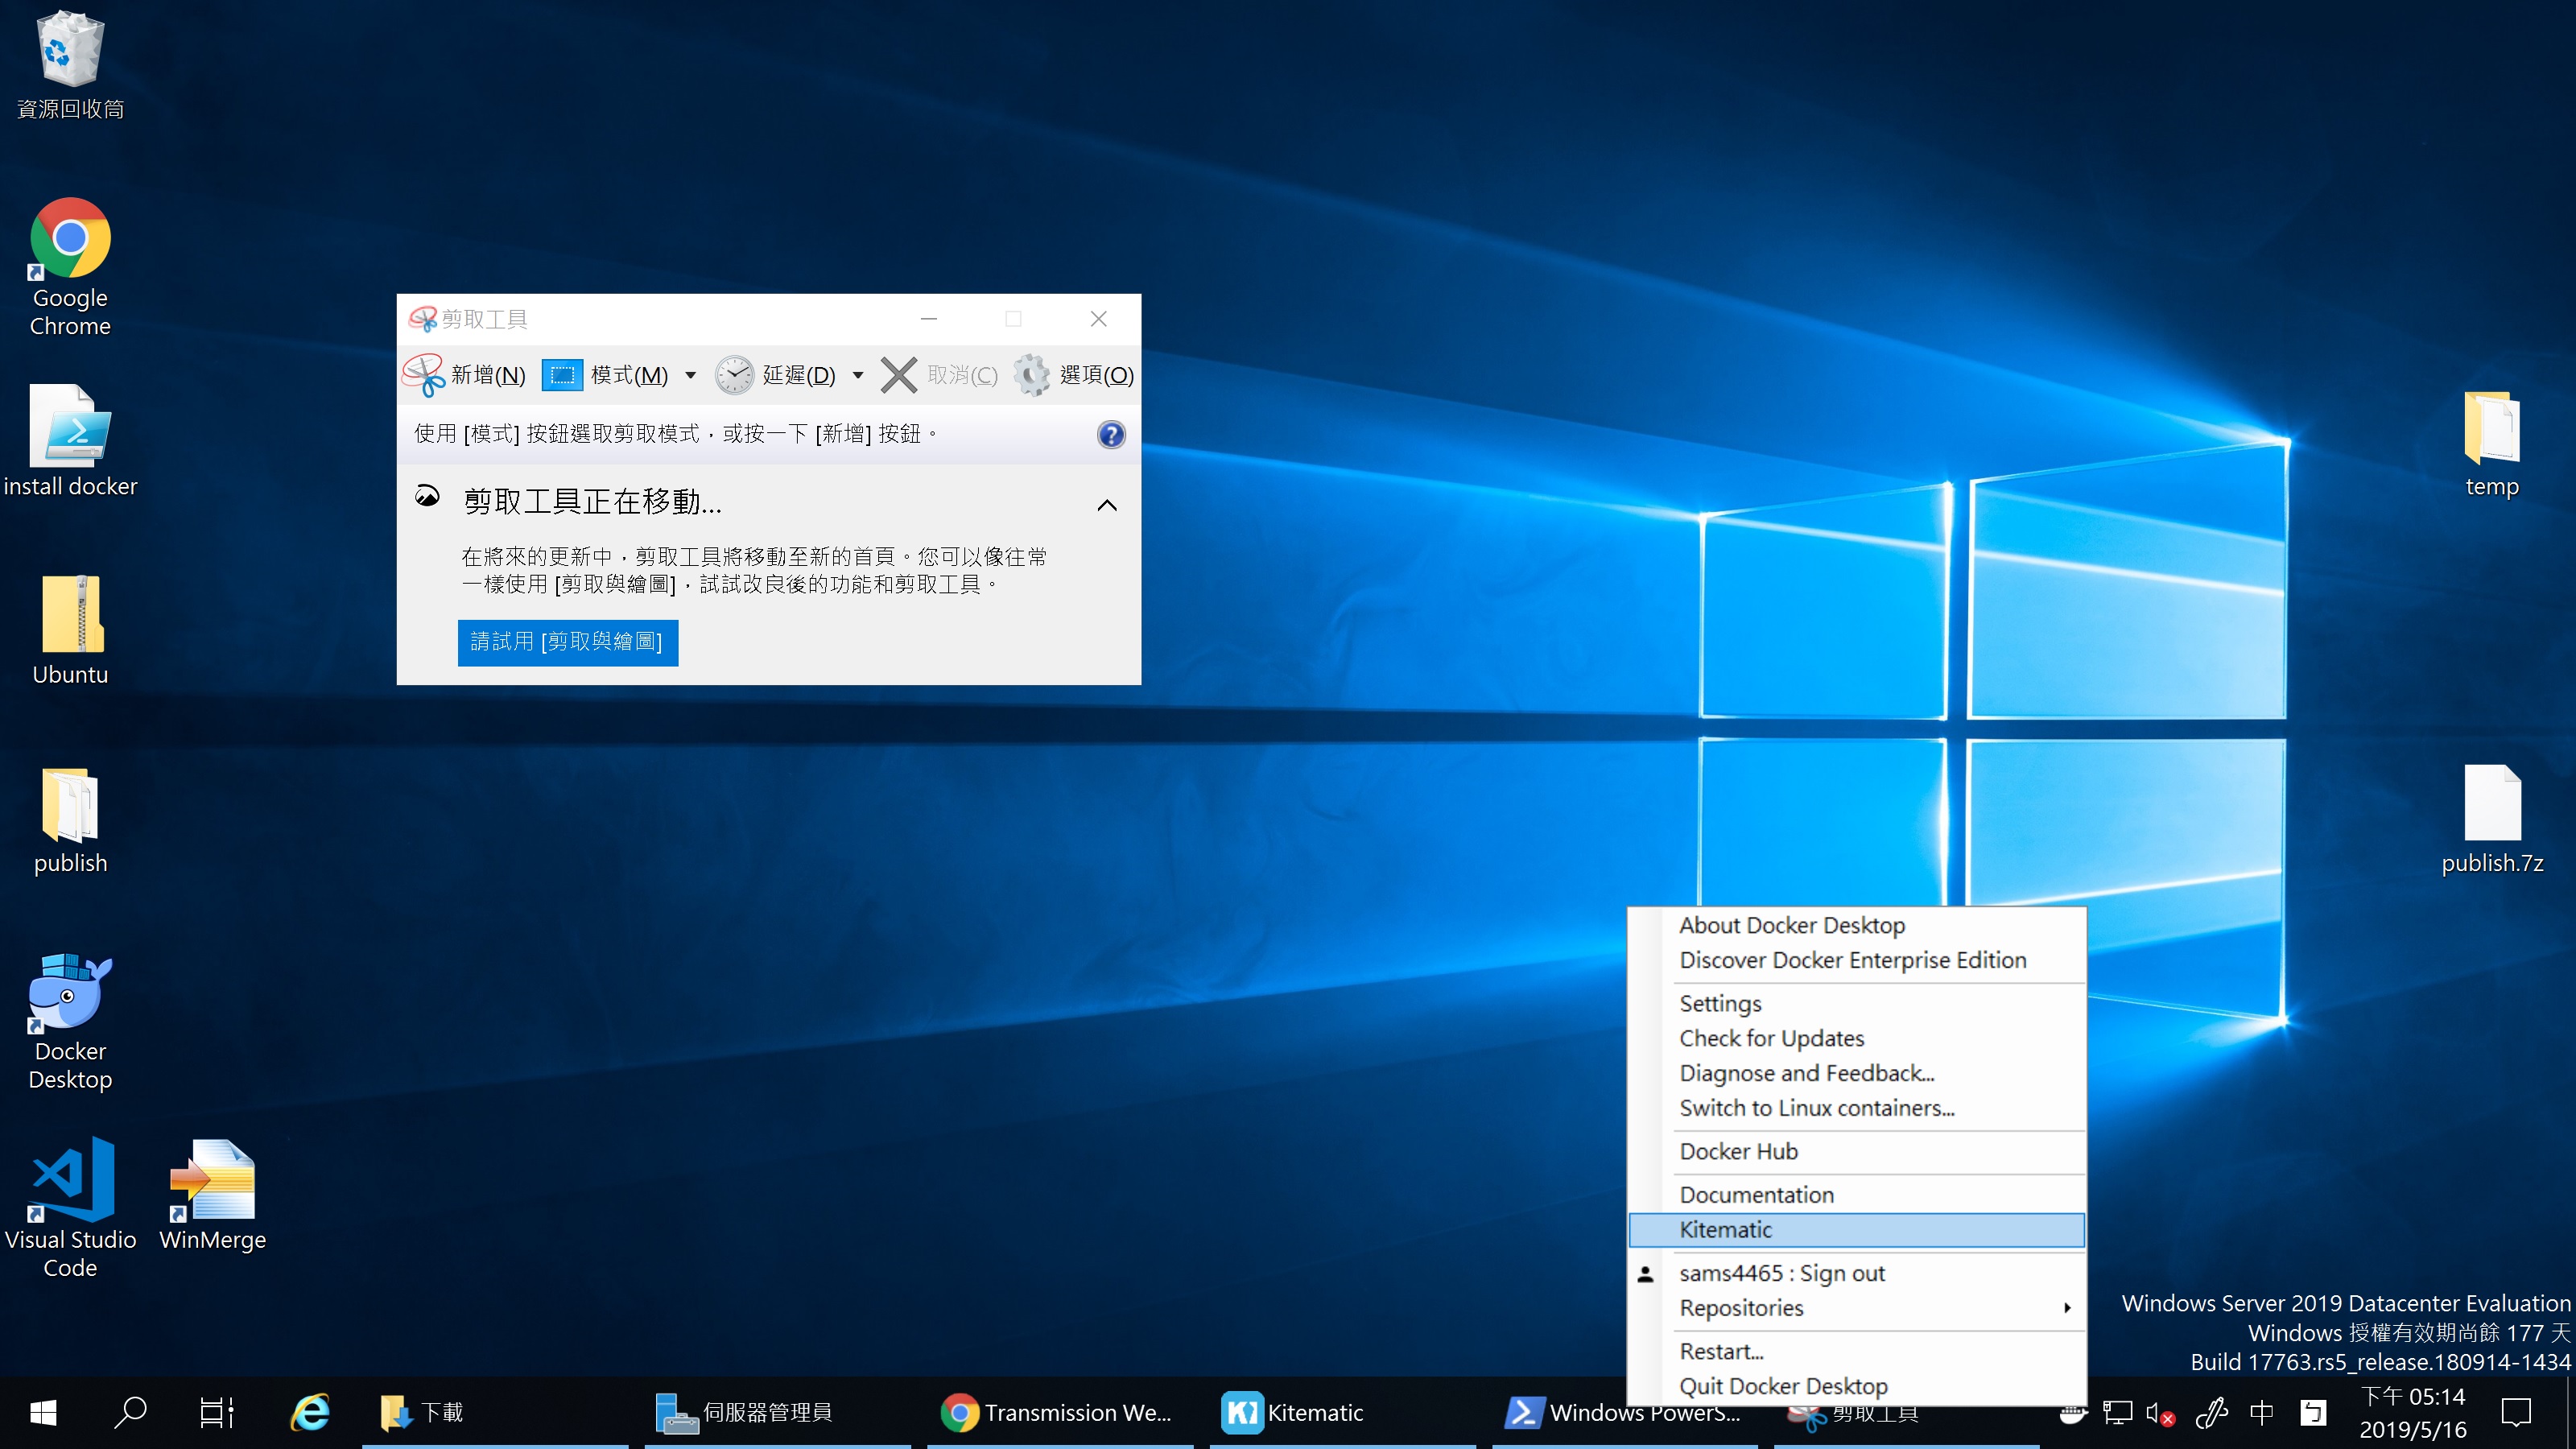 資源回收筒
Google
Chrome
install docker
Ubuntu
publish
Docker
Desktop
Visual Studio
Code
WinMerge
剪取工具
新增(N)
模式(M)
延遲(D)
取消(C)
選項(O)
使用 [模式] 按鈕選取剪取模式，或按一下 [新增] 按鈕。
剪取工具正在移動...
在將來的更新中，剪取工具將移動至新的首頁。您可以像往常
一樣使用 [剪取與繪圖]，試試改良後的功能和剪取工具。
請試用 [剪取與繪圖]
temp
publish.7z
About Docker Desktop
Discover Docker Enterprise Edition
Settings
Check for Updates
Diagnose and Feedback...
Switch to Linux containers...
Docker Hub
Documentation
Kitematic
sams4465 : Sign out
Repositories
Restart...
Quit Docker Desktop
Windows Server 2019 Datacenter Evaluation
Windows 授權有效期尚餘 177 天
Build 17763.rs5_release.180914-1434
下載
伺服器管理員
Transmission We...
Kitematic
Windows PowerS...
剪取工具
中
ㄅ
下午 05:14
2019/5/16